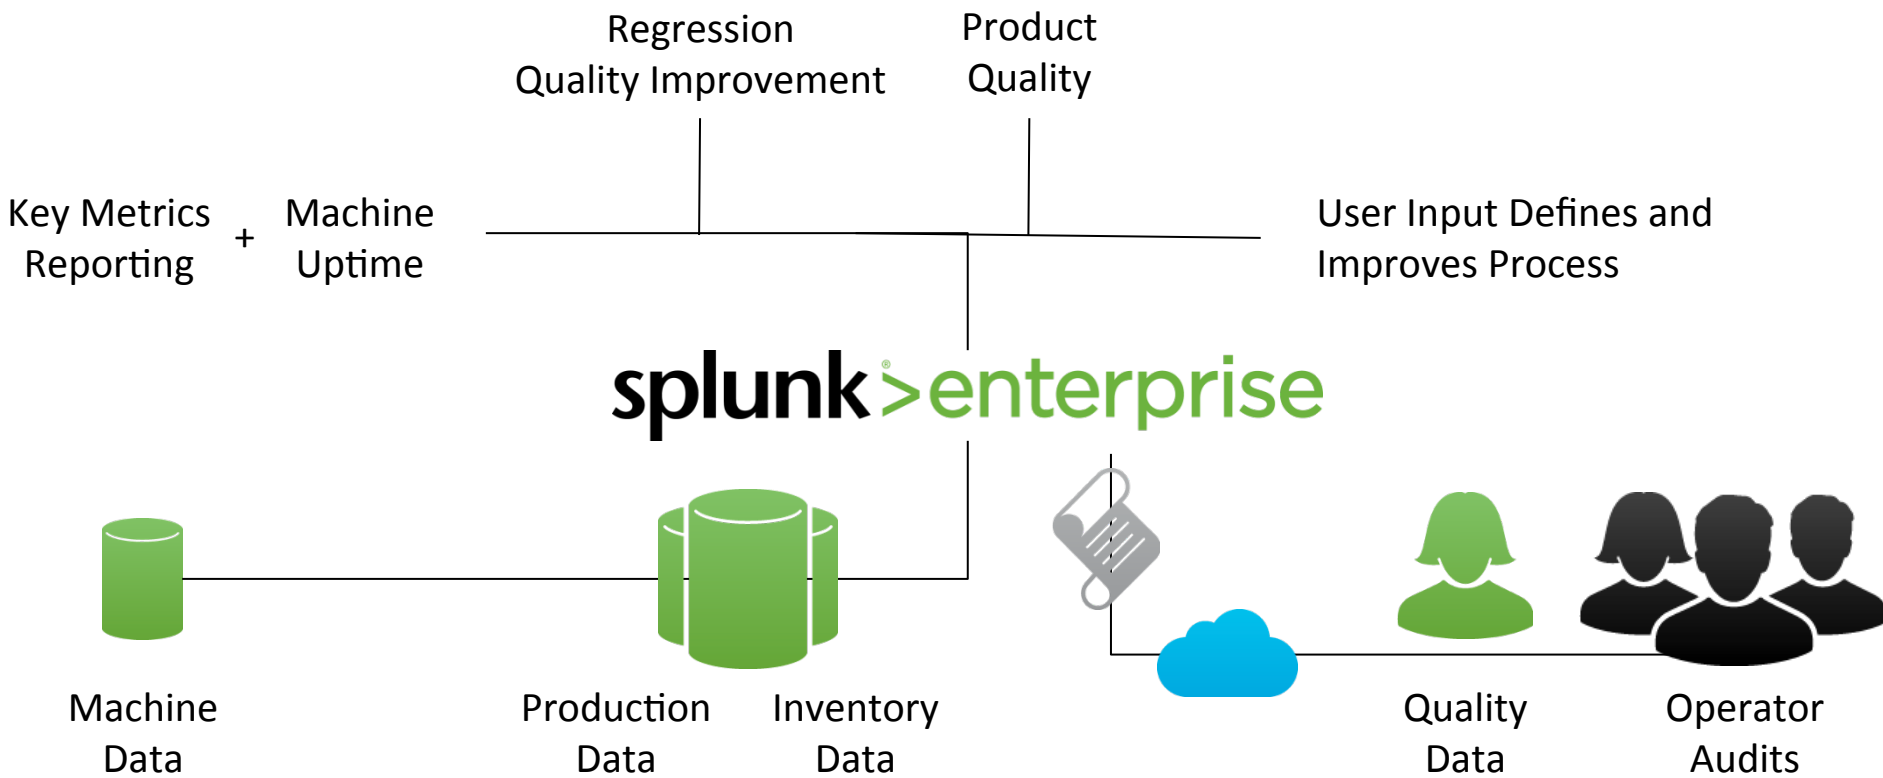 Regression
Quality Improvement
Product
Quality
Key Metrics
Reporting
+
Machine
Uptime
User Input Defines and
Improves Process
splunk>enterprise
®
Machine
Data
Production
Data
Inventory
Data
Quality
Data
Operator
Audits